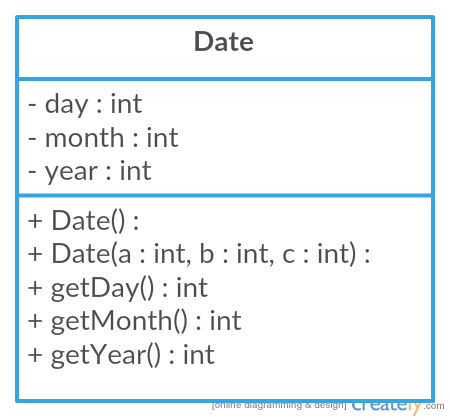 Date
- day : int
- month : int
- year : int
+ Date() :
+ Date(a : int, b : int, c : int) :
+ getDay() : int
+ getMonth() : int
+ getYear() : int
[online diagramming & design] creately.com